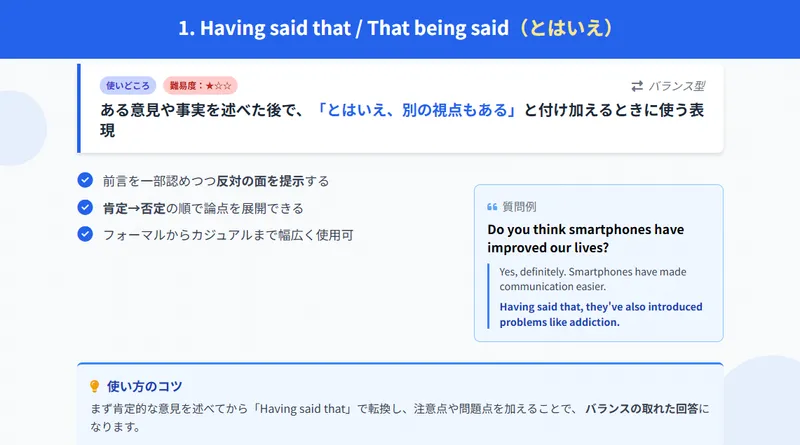 1. Having said that / That being said（とはいえ）
使いどころ 難易度：★☆☆ バランス型
ある意見や事実を述べた後で、「とはいえ、別の視点もある」と付け加えるときに使う表
現
前言を一部認めつつ反対の面を提示する
肯定→否定の順で論点を展開できる
フォーマルからカジュアルまで幅広く使用可
質問例
Do you think smartphones have
improved our lives?
Yes, definitely. Smartphones have made
communication easier.
Having said that, they've also introduced
problems like addiction.
使い方のコツ
まず肯定的な意見を述べてから「Having said that」で転換し、注意点や問題点を加えることで、 バランスの取れた回答に
なります。